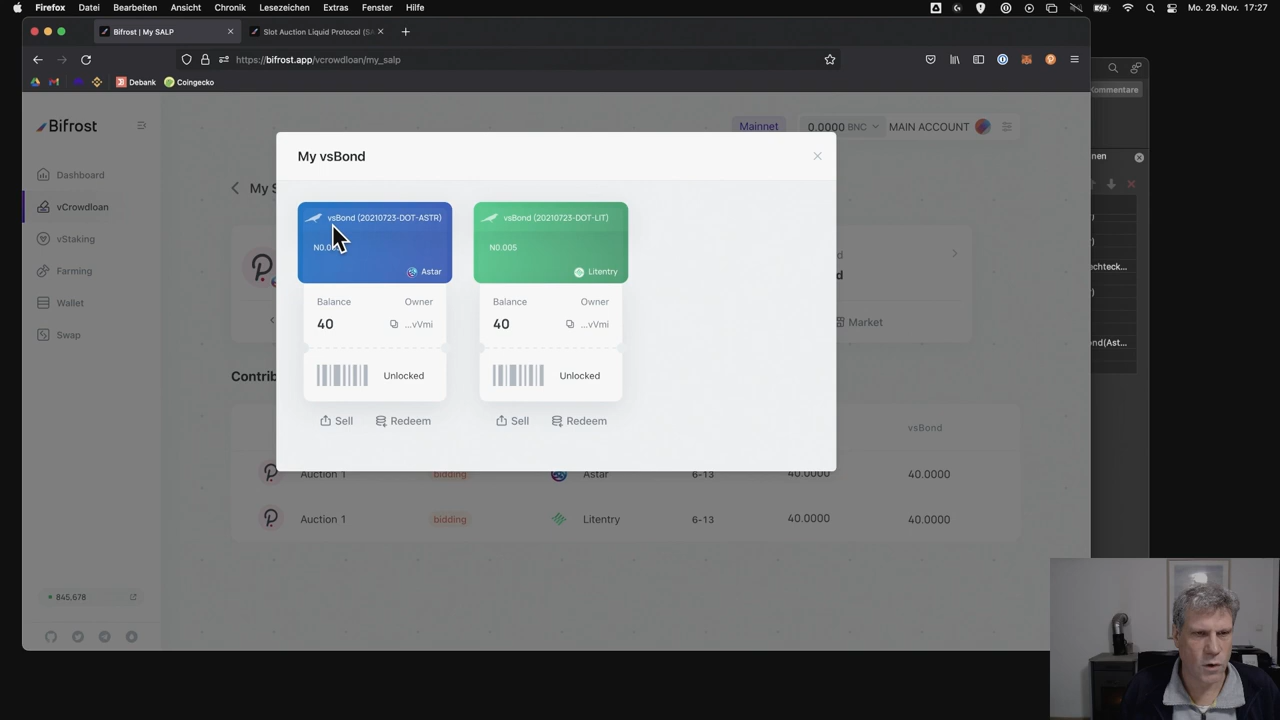 Firefox Datei Bearbeiten Ansicht Chronik Lesezeichen Extras Fenster Hilfe Mo. 29. Nov. 17:27
Bifrost | My SALP Slot Auction Liquid Protocol (SA
https://bifrost.app/vcrowdloan/my_salp
Debank Coingecko
Kommentare
Bifrost
Mainnet 0.0000 BNC MAIN ACCOUNT
My vsBond
nen
Dashboard
vCrowdloan
vStaking
Farming
Wallet
Swap
My S
vsBond (20210723-DOT-ASTR) vsBond (20210723-DOT-LIT)
N0.0 N0.005
Astar Litentry
Balance Owner Balance Owner
40 ...vVmi 40 ...vVmi
Unlocked Unlocked
Sell Redeem Sell Redeem
d
d
Market
echteck...
ond(Ast...
Contrib
vsBond
Auction 1 bidding Astar 6-13 40.0000 40.0000
Auction 1 bidding Litentry 6-13 40.0000 40.0000
845,678